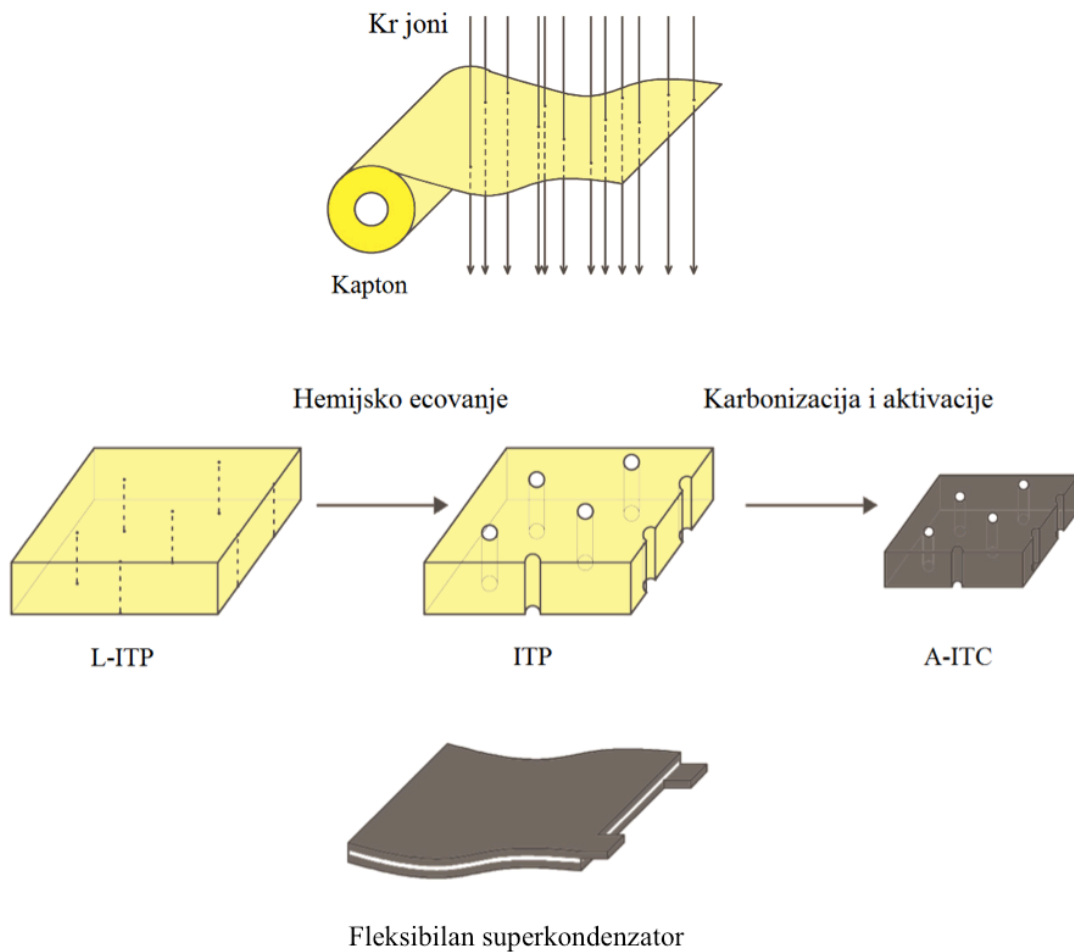 Kr joni
Kapton
Hemijsko ecovanje
Karbonizacija i aktivacije
L-ITP
ITP
A-ITC
Fleksibilan superkondenzator